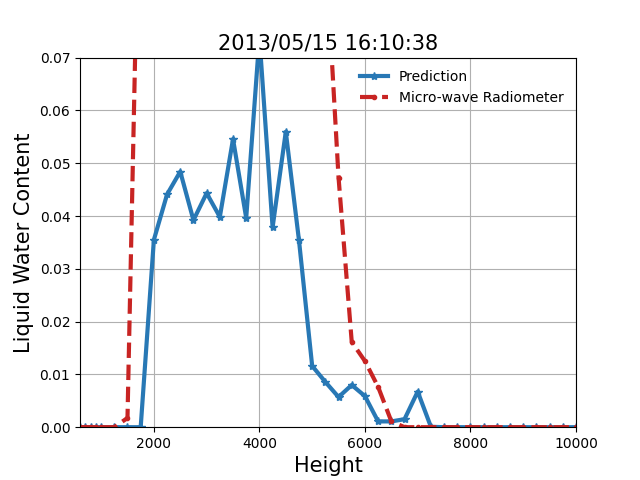 2013/05/15 16:10:38
0.07
0.06
0.05
0.04
0.03
0.02
0.01
0.00
Liquid Water Content
Prediction
Micro-wave Radiometer
2000 4000 6000 8000 10000
Height